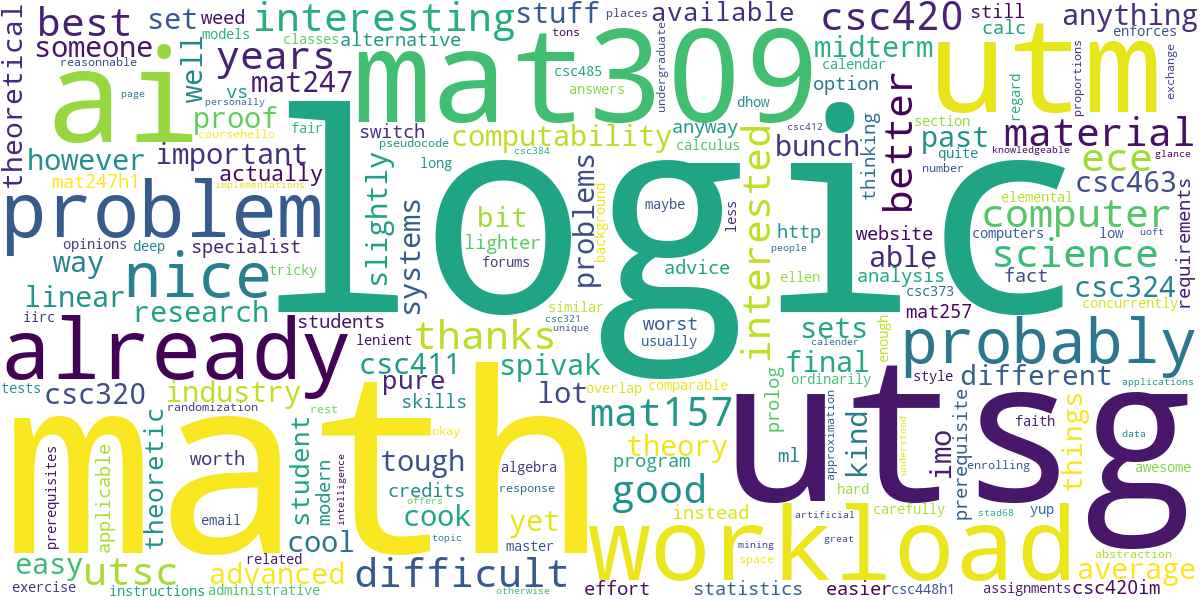 theoretical
best
someone
reasonnable
ai
well
set
weed
models
page
personally
interesting
stuff
classes
alternative
years
vs
mat247
proof
coursehello
fair
mat309
tons
places
csc485
answers
available
undergraduate
dhow
csc420
still
calc
anything
enforces
midterm
calendar
option
utm
proportions
exchange
however
important
actually
mat247h1
implementations
switch
pseudocode
long
computability
csc384
anyway
calculus
csc412
bunch
thinking
better
section
past
quite
number
regard
material
knowledgeable
glance
ece
csc463
problem
opinions
deep
specialist
way
nice
tricky
linear
iirc
research
slightly
systems
logic
bit
lighter
forums
problems
background
maybe
less
interested
http
advice
ellen
similar
csc321
unique
worst
usually
website
able
analysis
csc373
mat257
elemental
computer
computers
low
uoft
science
people
fact
csc324
concurrently
requirements
already
students
lenient
thanks
sets
calender
final
enough
ordinarily
probably
tests
csc320
industry
randomization
csc411
pure
skills
rest
okay
spivak
lot
overlap
comparable
mat157
theory
prolog
style
different
applications
prerequisites
math
applicable
theoretic
worth
email
student
modern
intelligence
tough
credits
offers
cook
topic
algebra
response
yet
master
program
good
instead
ml
approximation
kind
hard
utsg
understood
imo
prerequisite
faith
enrolling
things
data
awesome
carefully
stad68
yup
easy
utsc
exercise
instructions
related
administrative
cool
advanced
difficult
otherwise
workload
artificial
mining
great
space
effort
statistics
easier
csc448h1
assignments
csc420im
abstraction
average